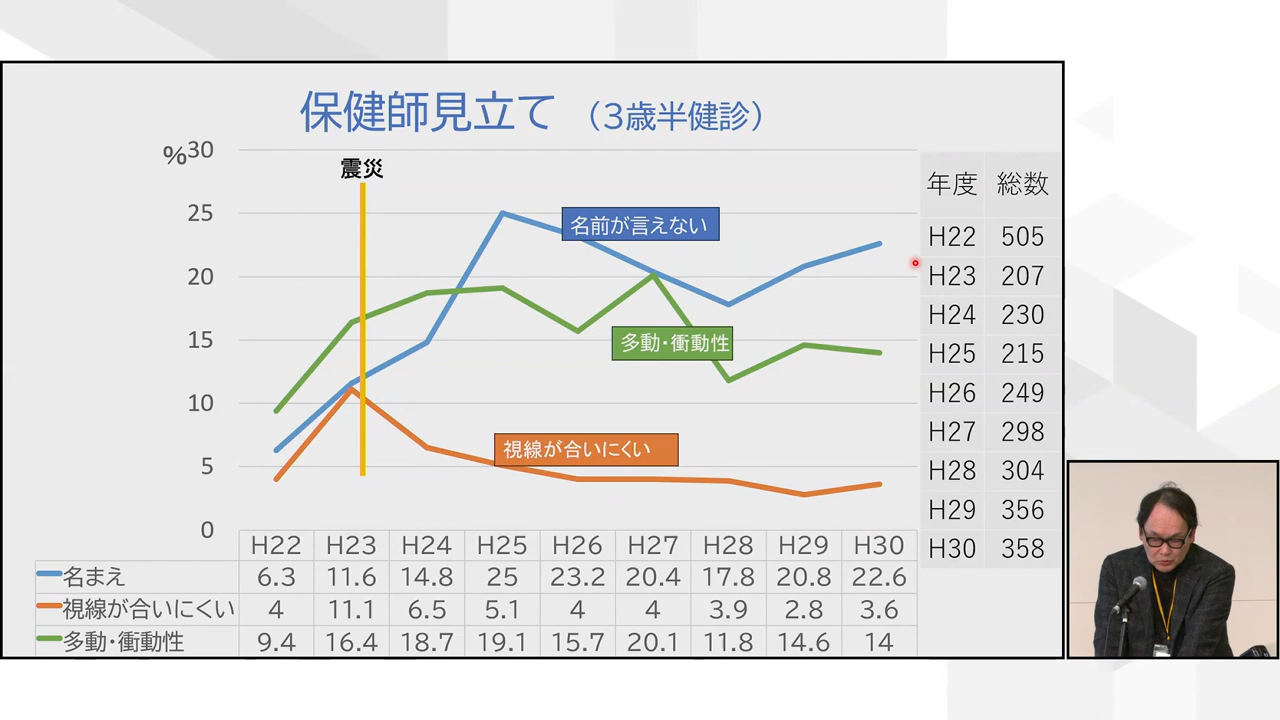 保健師見立て （3歳半健診）
%
30
震災
25
名前が言えない
20
15
多動・衝動性
10
視線が合いにくい
5
0
H22 H23 H24 H25 H26 H27 H28 H29 H30
名まえ 6.3 11.6 14.8 25 23.2 20.4 17.8 20.8 22.6
視線が合いにくい 4 11.1 6.5 5.1 4 4 3.9 2.8 3.6
多動・衝動性 9.4 16.4 18.7 19.1 15.7 20.1 11.8 14.6 14
年度 総数
H22 505
H23 207
H24 230
H25 215
H26 249
H27 298
H28 304
H29 356
H30 358